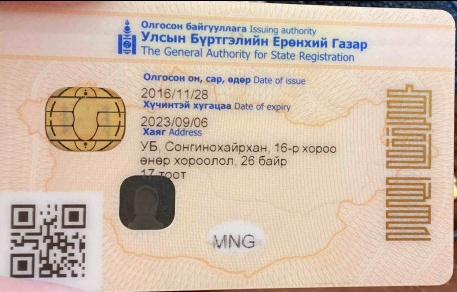 Олгосон байгууллага Issuing authority
Улсын Бүртгэлийн Ерөнхий Газар
The General Authority for State Registration
Олгосон он, сар, өдөр Date of issue
2016/11/28
Хүчинтэй хугацаа Date of expiry
2023/09/06
Хаяг Address
УБ, Сонгинохайрхан, 16-р хороо
өнөр хороолол, 26 байр
17 тоот
MNG